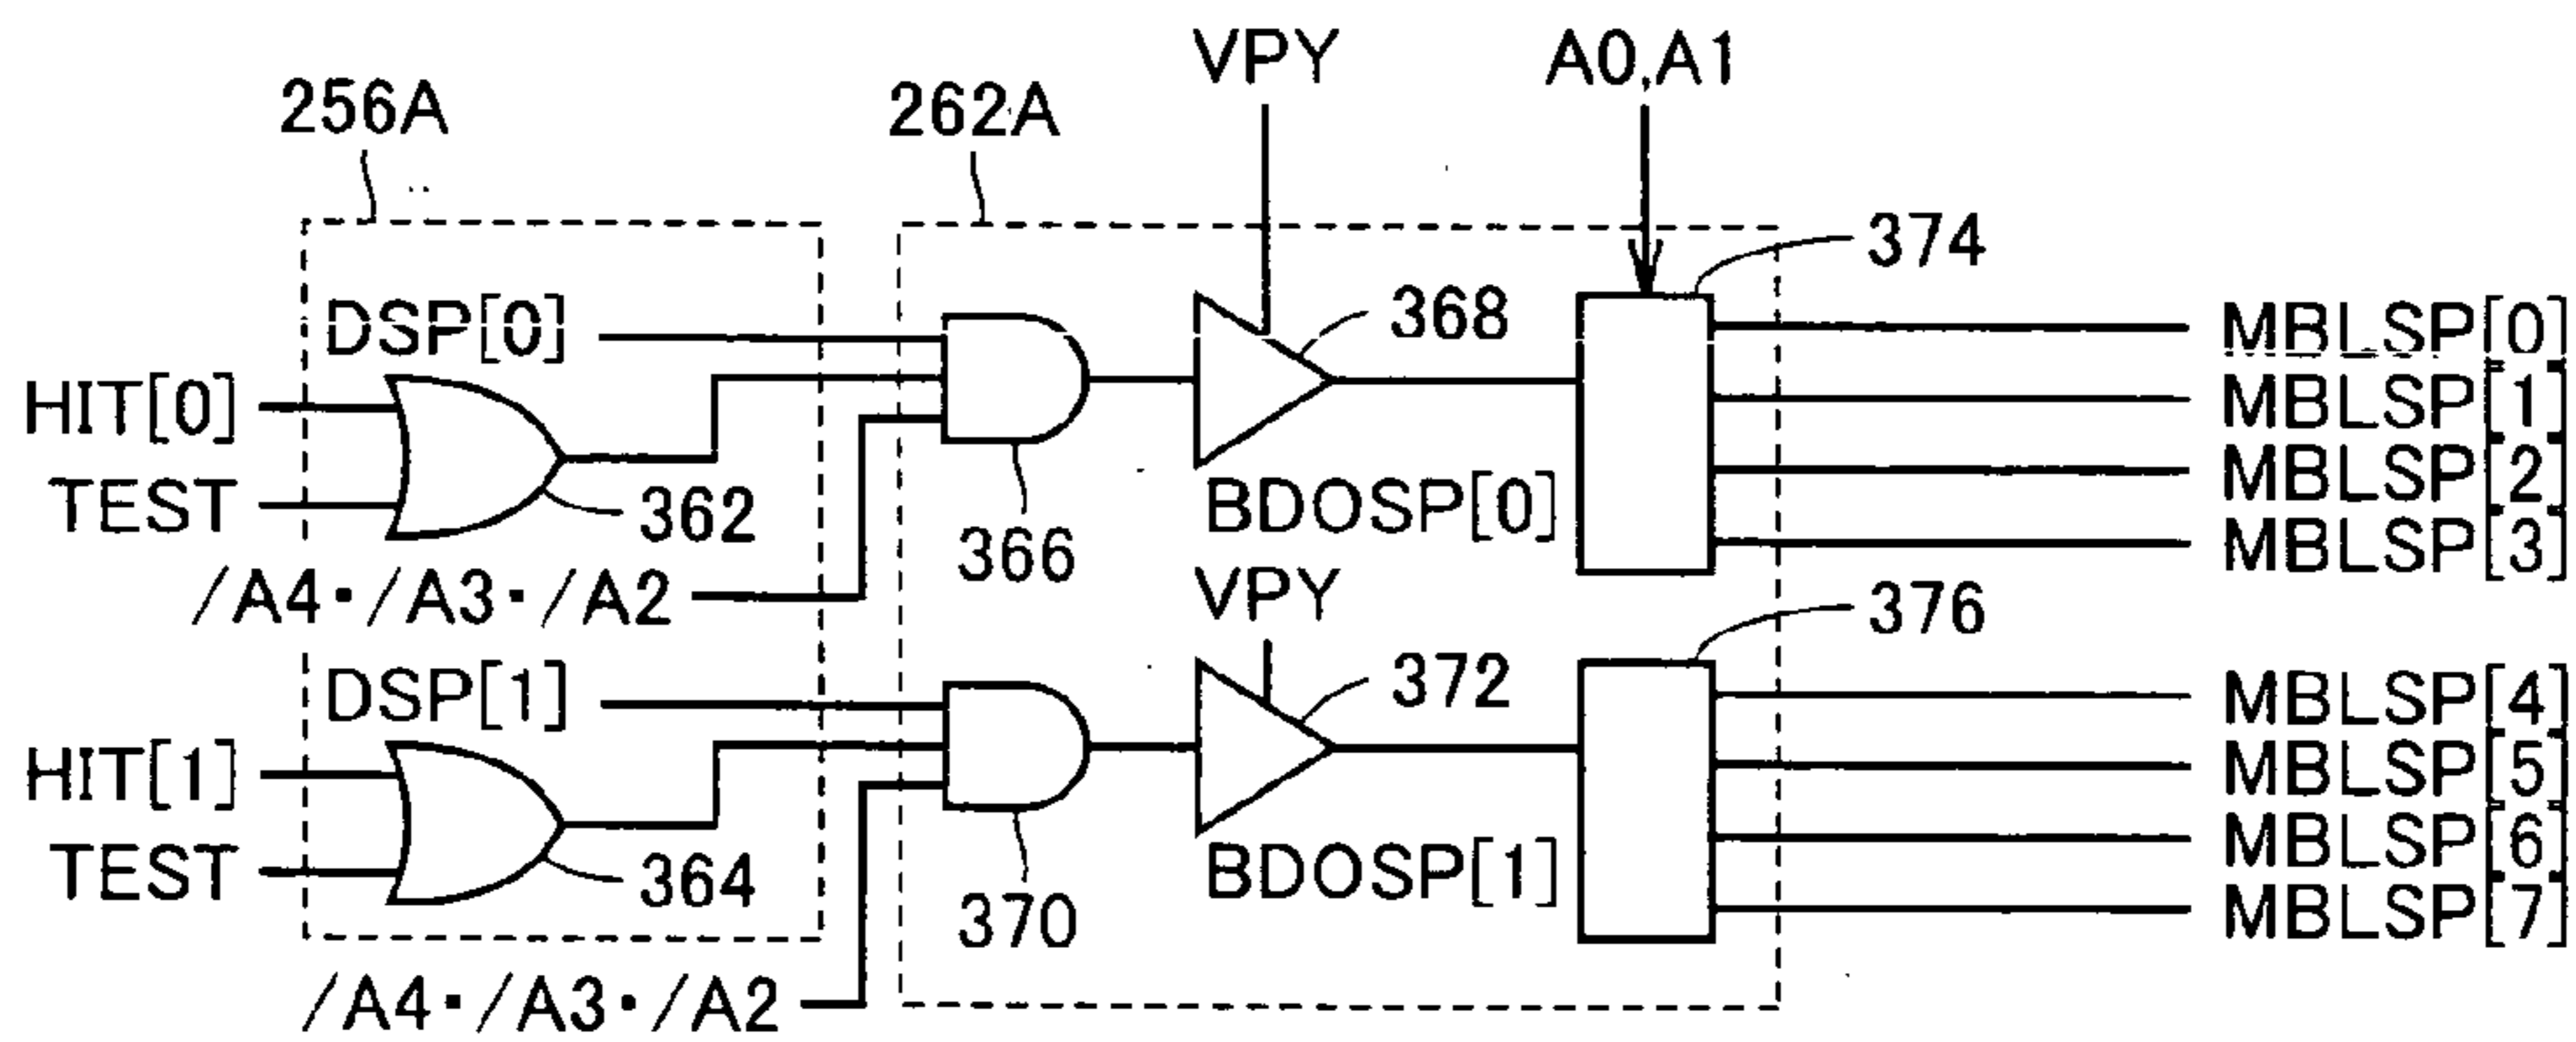 VPY
A0,A1
256A
262A
374
DSP[0]
368
MBLSP[0]
HIT[0]
MBLSP[1]
TEST
362
BDOSP[0]
MBLSP[2]
366
MBLSP[3]
/A4·/A3·/A2
VPY
376
DSP[1]
372
MBLSP[4]
HIT[1]
MBLSP[5]
TEST
364
BDOSP[1]
MBLSP[6]
370
MBLSP[7]
/A4·/A3·/A2